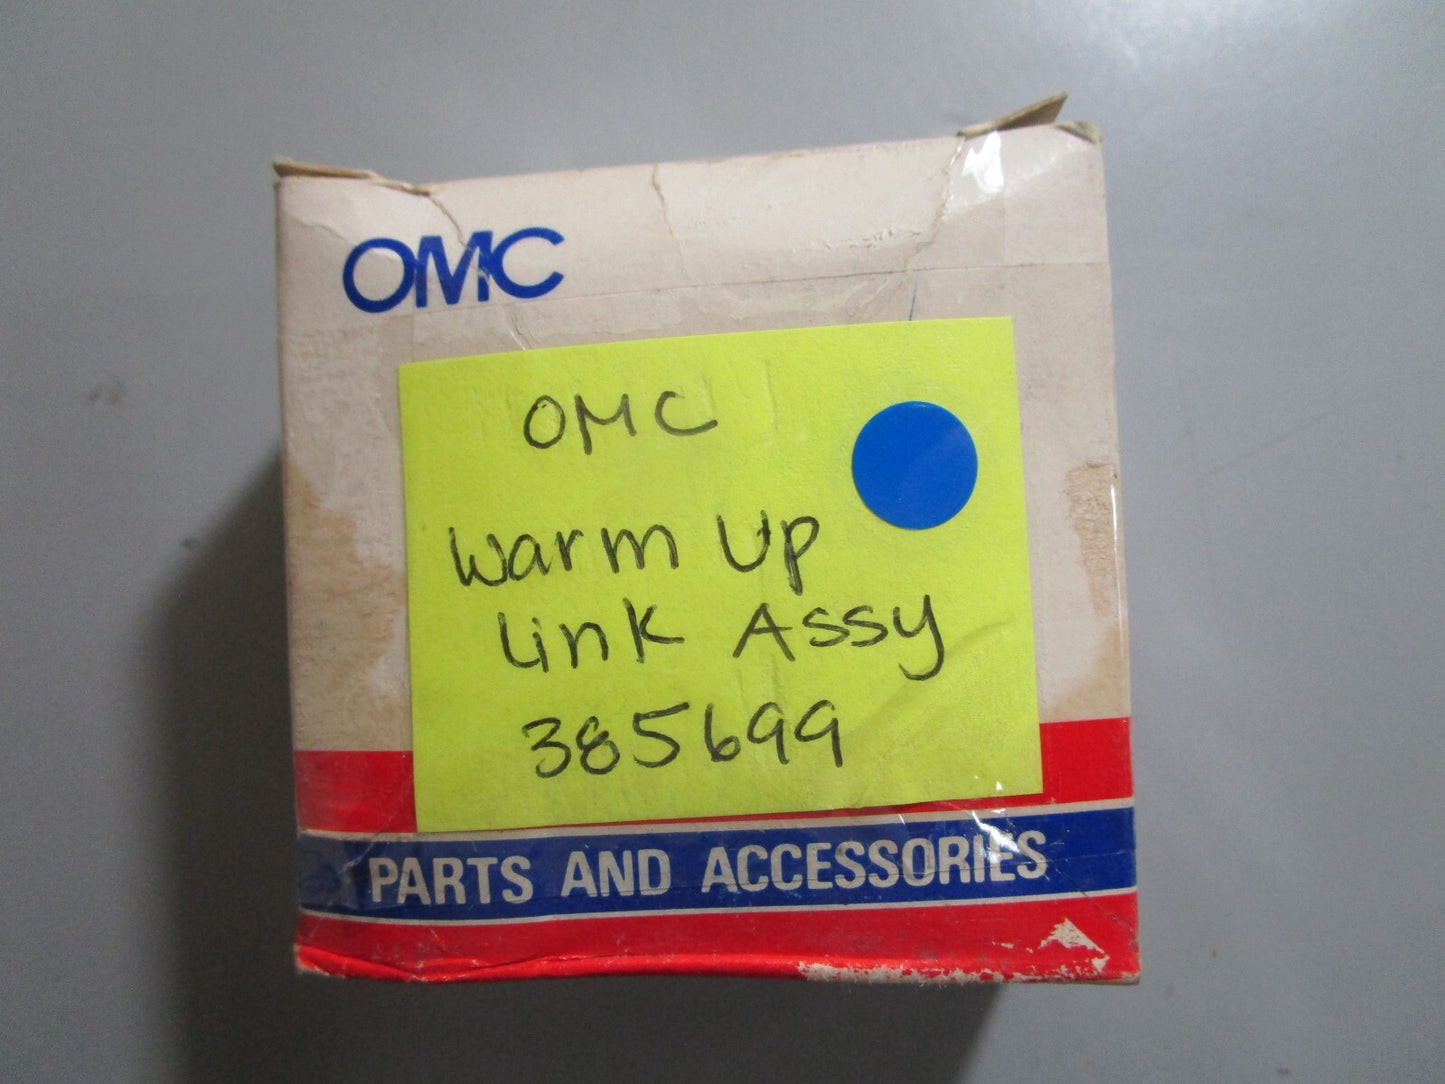 OMC
OMC
Warm Up
Link Assy
385699
PARTS AND ACCESSORIES